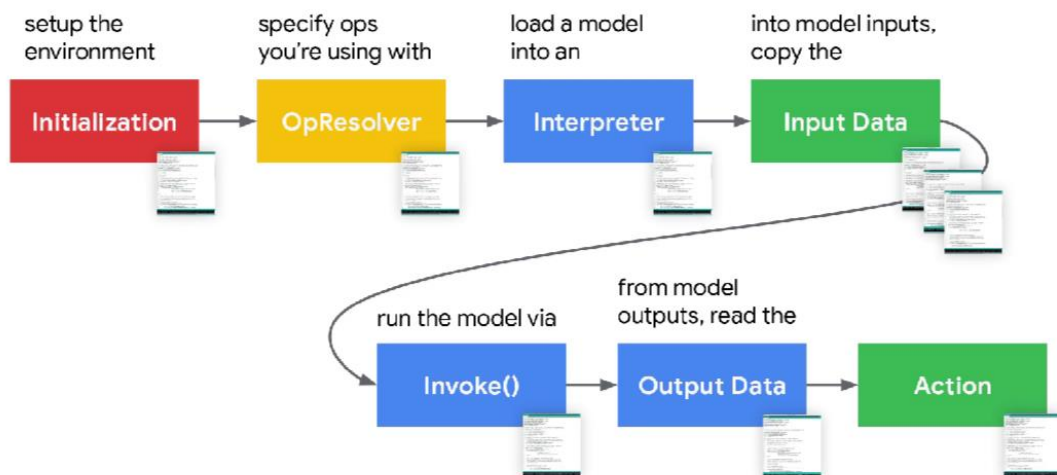 setup the
environment
Initialization
specify ops
you're using with
OpResolver
load a model
into an
Interpreter
into model inputs,
copy the
Input Data
run the model via
Invoke()
from model
outputs, read the
Output Data
Action